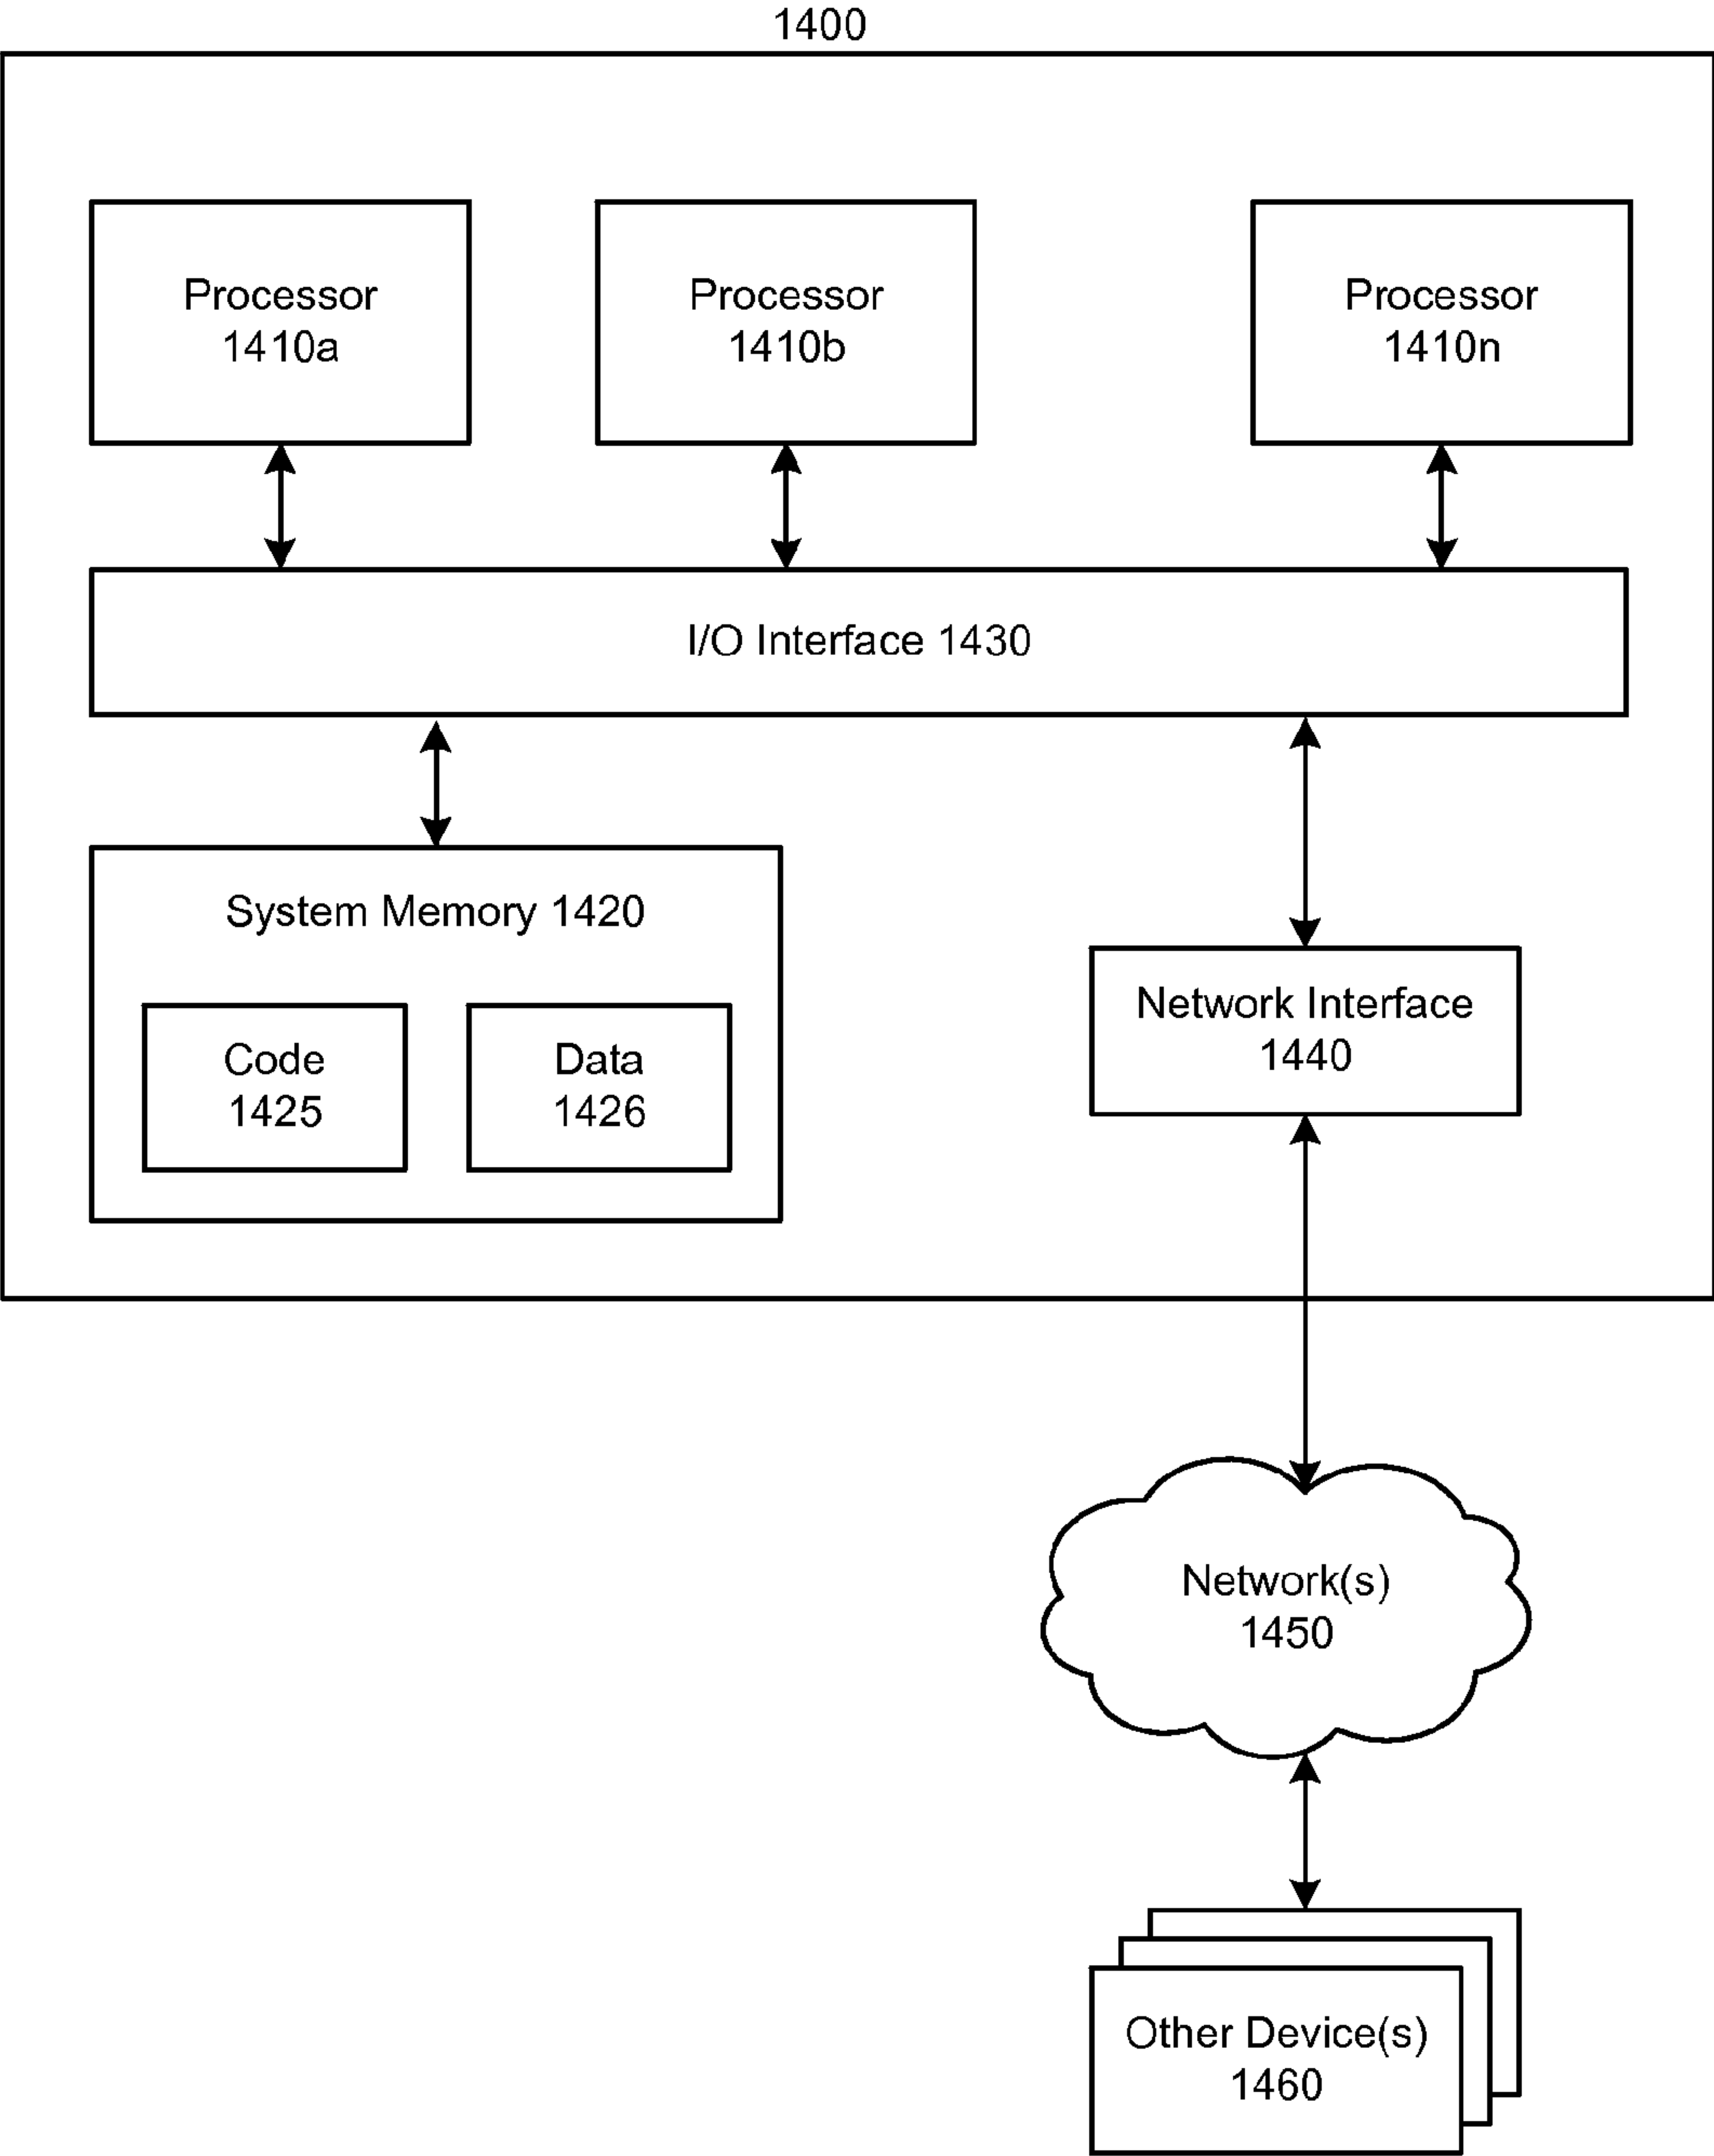 1400
Processor
1410a
Processor
1410b
Processor
1410n
I/O Interface 1430
System Memory 1420
Code
1425
Data
1426
Network Interface
1440
Network(s)
1450
Other Device(s)
1460